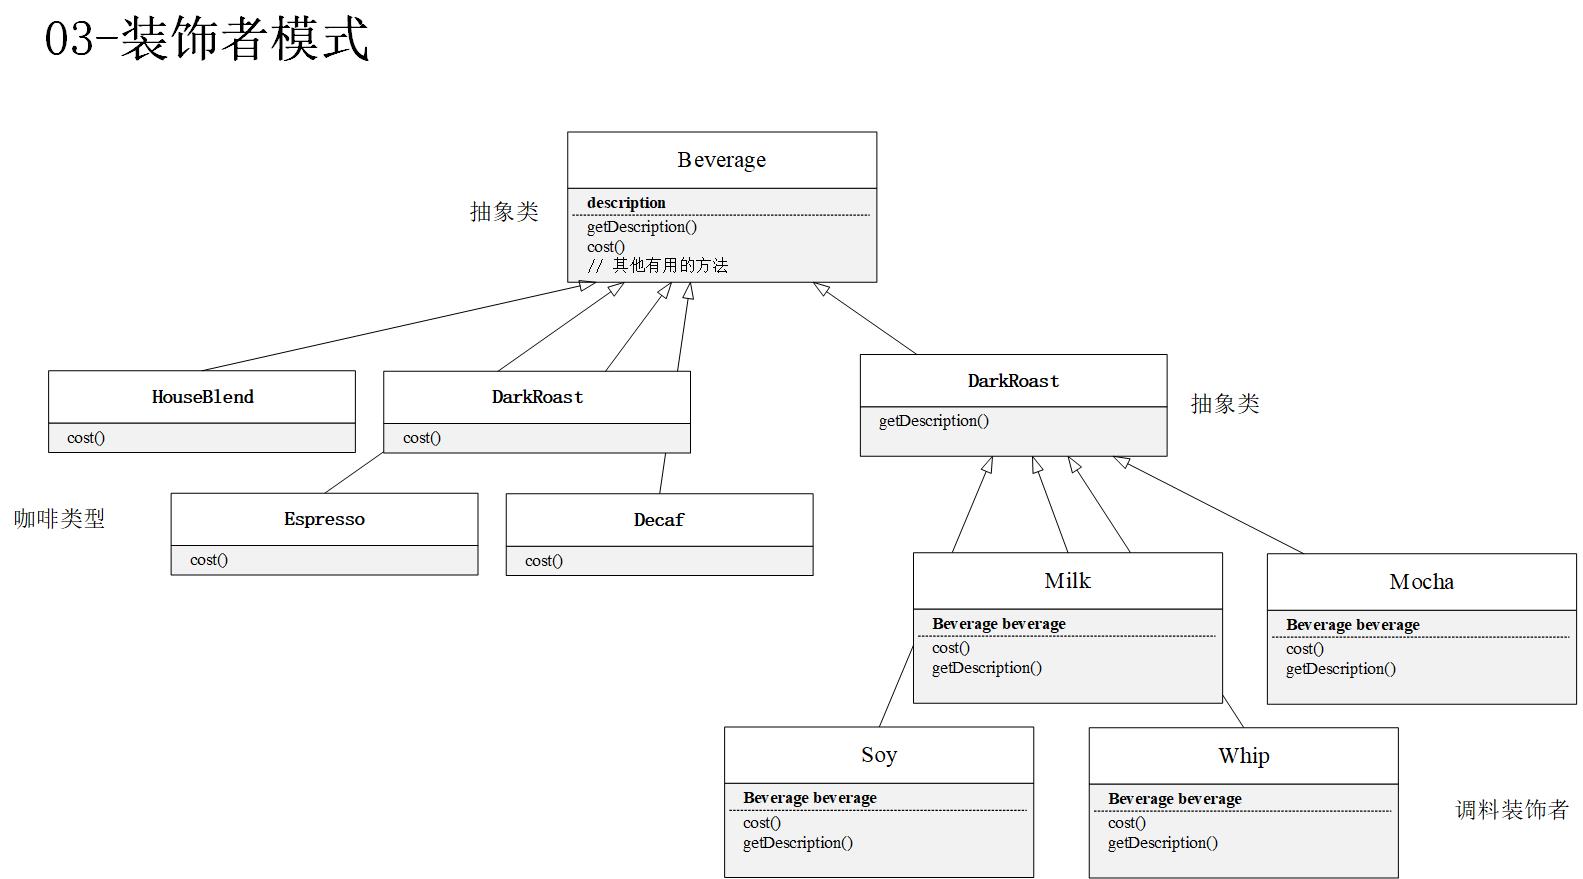 03-装饰者模式
Beverage
抽象类
description
getDescription()
cost()
// 其他有用的方法
HouseBlend
cost()
DarkRoast
cost()
DarkRoast
getDescription()
抽象类
咖啡类型
Espresso
cost()
Decaf
cost()
Milk
Beverage beverage
cost()
getDescription()
Mocha
Beverage beverage
cost()
getDescription()
Soy
Beverage beverage
cost()
getDescription()
Whip
Beverage beverage
cost()
getDescription()
调料装饰者